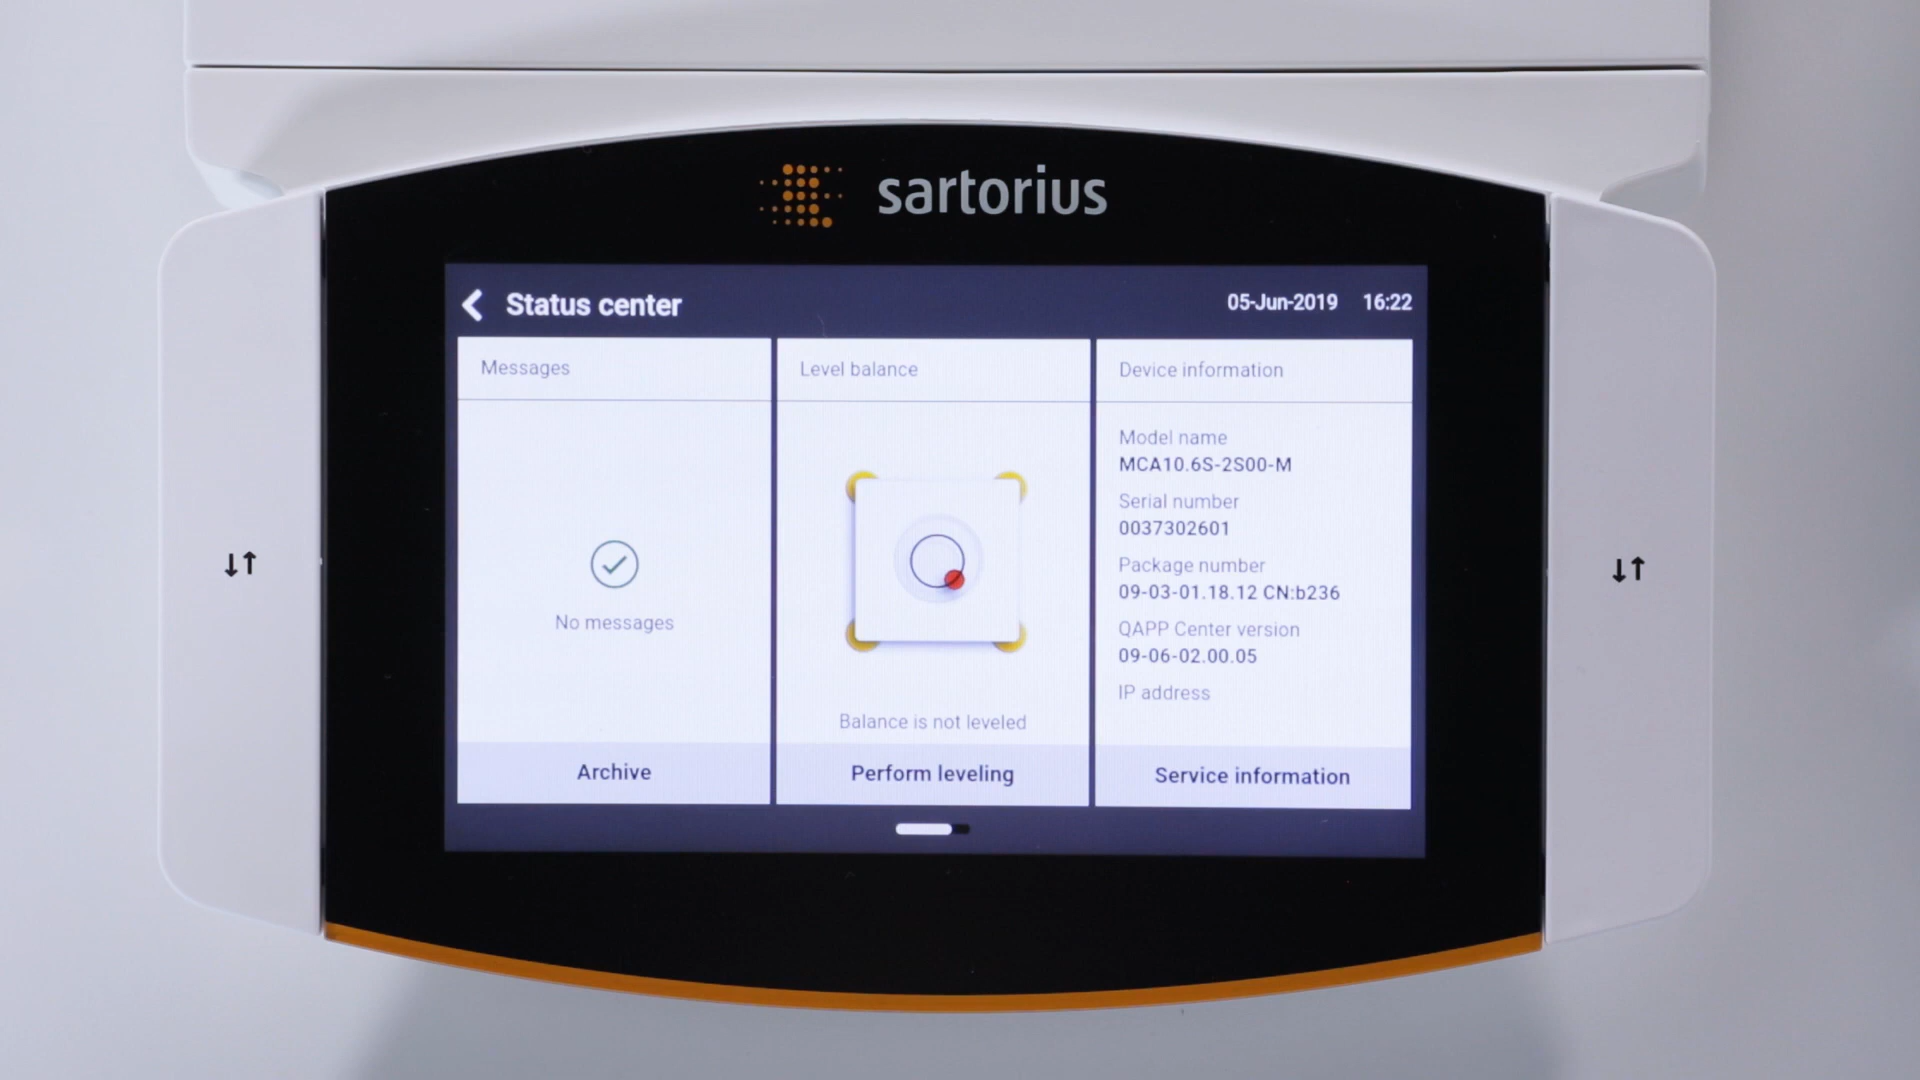 sartorius
Status center
05-Jun-2019 16:22
Messages
No messages
Archive
Level balance
Balance is not leveled
Perform leveling
Device information
Model name
MCA10.6S-2S00-M
Serial number
0037302601
Package number
09-03-01.18.12 CN:b236
QAPP Center version
09-06-02.00.05
IP address
Service information